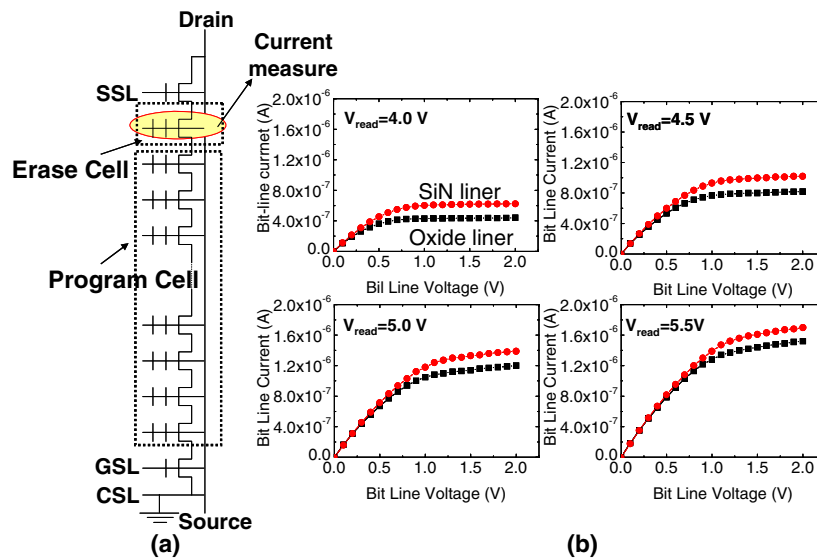 Drain
Current
measure
SSL
Erase Cell
Program Cell
GSL
CSL
Source
(a)
2.0x10⁻⁶
1.6x10⁻⁶
1.2x10⁻⁶
8.0x10⁻⁷
4.0x10⁻⁷
0.0
Bit-line curmet (A)
V_read=4.0 V
SiN liner
Oxide liner
0.0 0.5 1.0 1.5 2.0
Bil Line Voltage (V)
2.0x10⁻⁶
1.6x10⁻⁶
1.2x10⁻⁶
8.0x10⁻⁷
4.0x10⁻⁷
0.0
Bit Line Current (A)
V_read=4.5 V
0.0 0.5 1.0 1.5 2.0
Bit Line Voltage (V)
2.0x10⁻⁶
1.6x10⁻⁶
1.2x10⁻⁶
8.0x10⁻⁷
4.0x10⁻⁷
0.0
Bit Line Current (A)
V_read=5.0 V
0.0 0.5 1.0 1.5 2.0
Bit Line Voltage (V)
2.0x10⁻⁶
1.6x10⁻⁶
1.2x10⁻⁶
8.0x10⁻⁷
4.0x10⁻⁷
0.0
Bit Line Current (A)
V_read=5.5V
0.0 0.5 1.0 1.5 2.0
Bit Line Voltage (V)
(b)